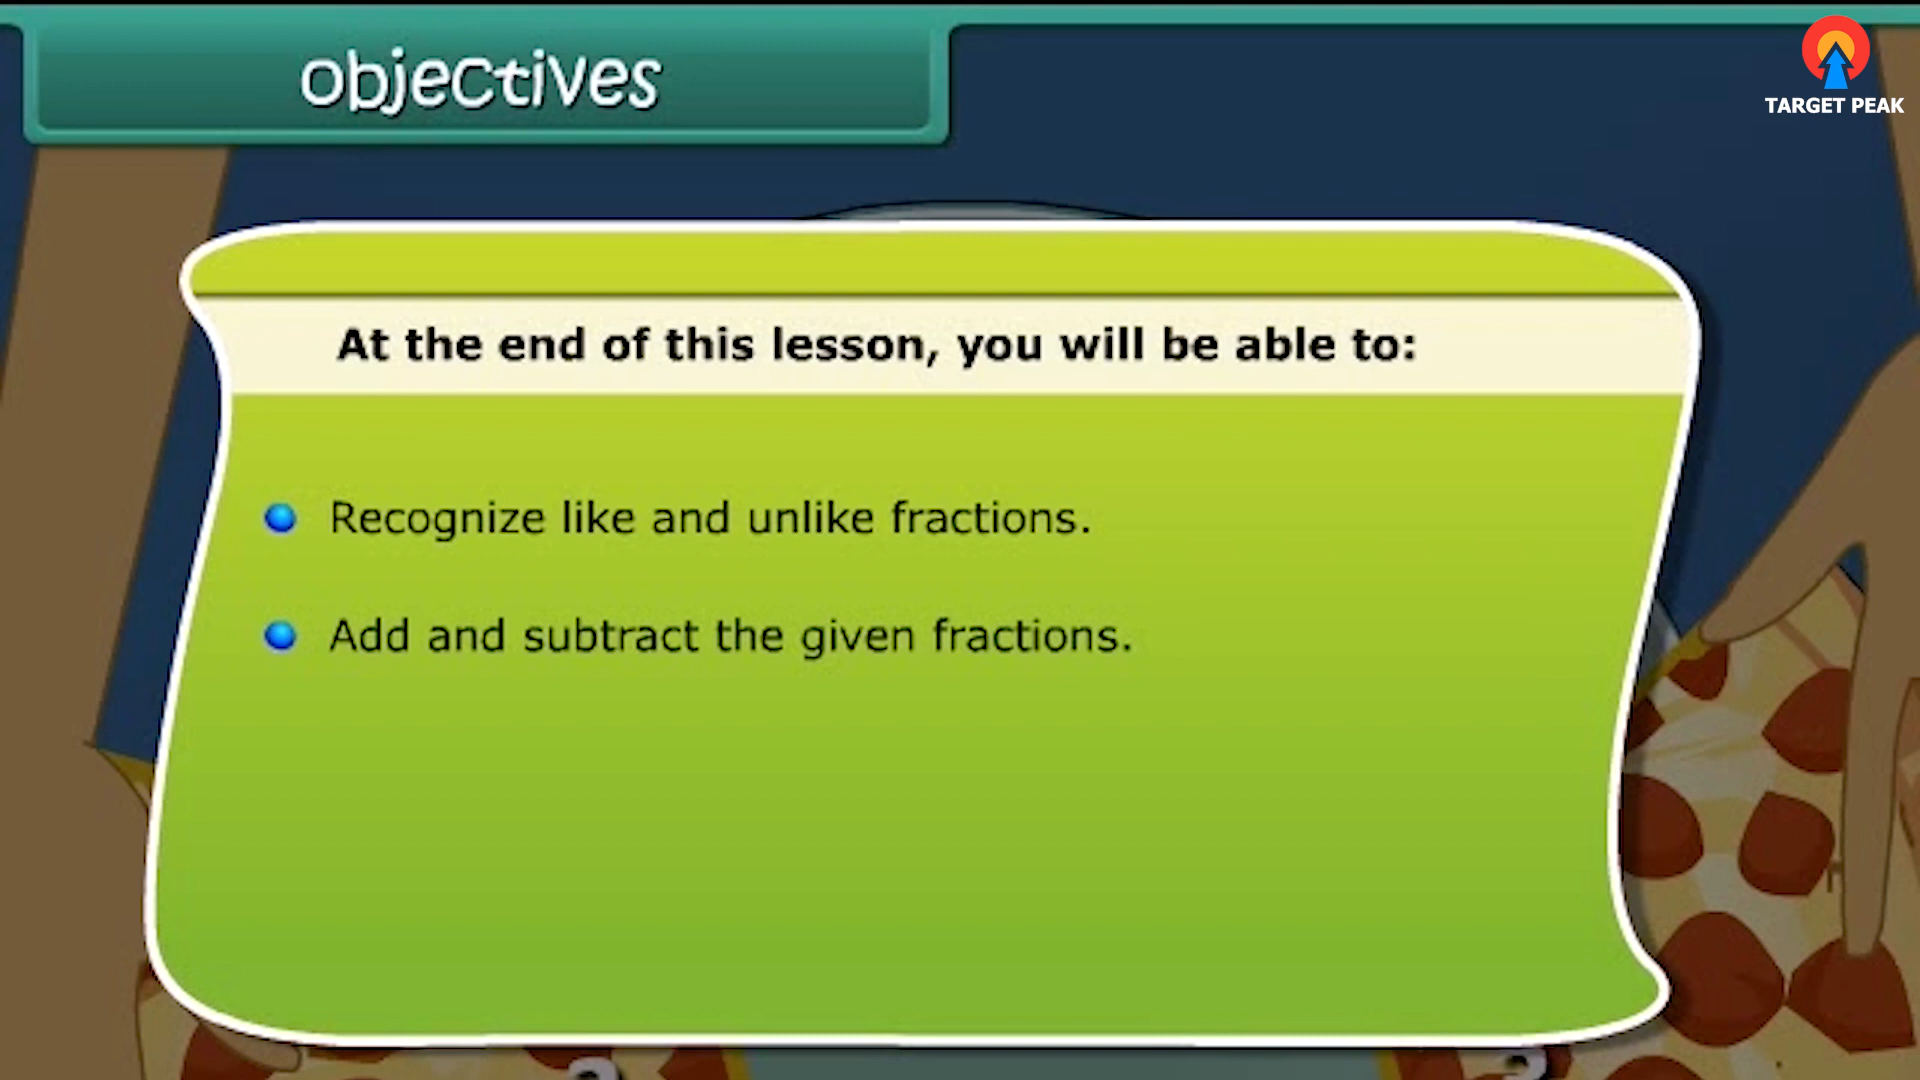 objectives
TARGET PEAK
At the end of this lesson, you will be able to:
Recognize like and unlike fractions.
Add and subtract the given fractions.